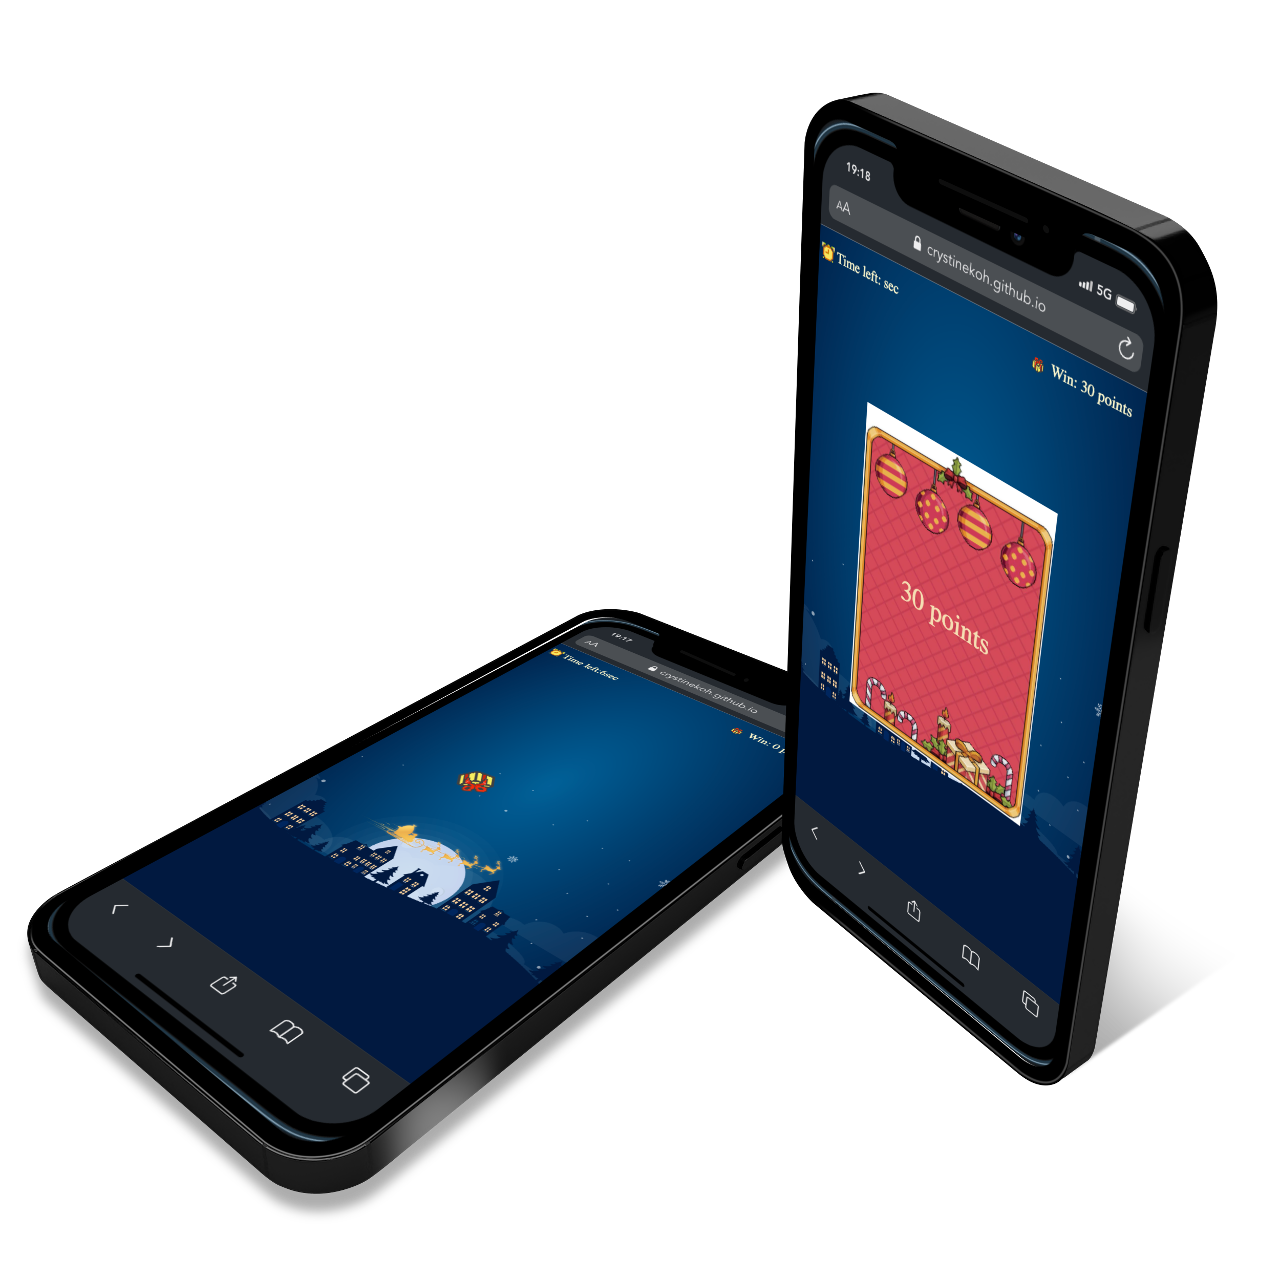 19:18
5G
AA
crystinekoh.github.io
Time left: sec
Win: 30 points
30 points
19:17
AA
crystinekoh.github.io
Time left:6sec
Win: 0